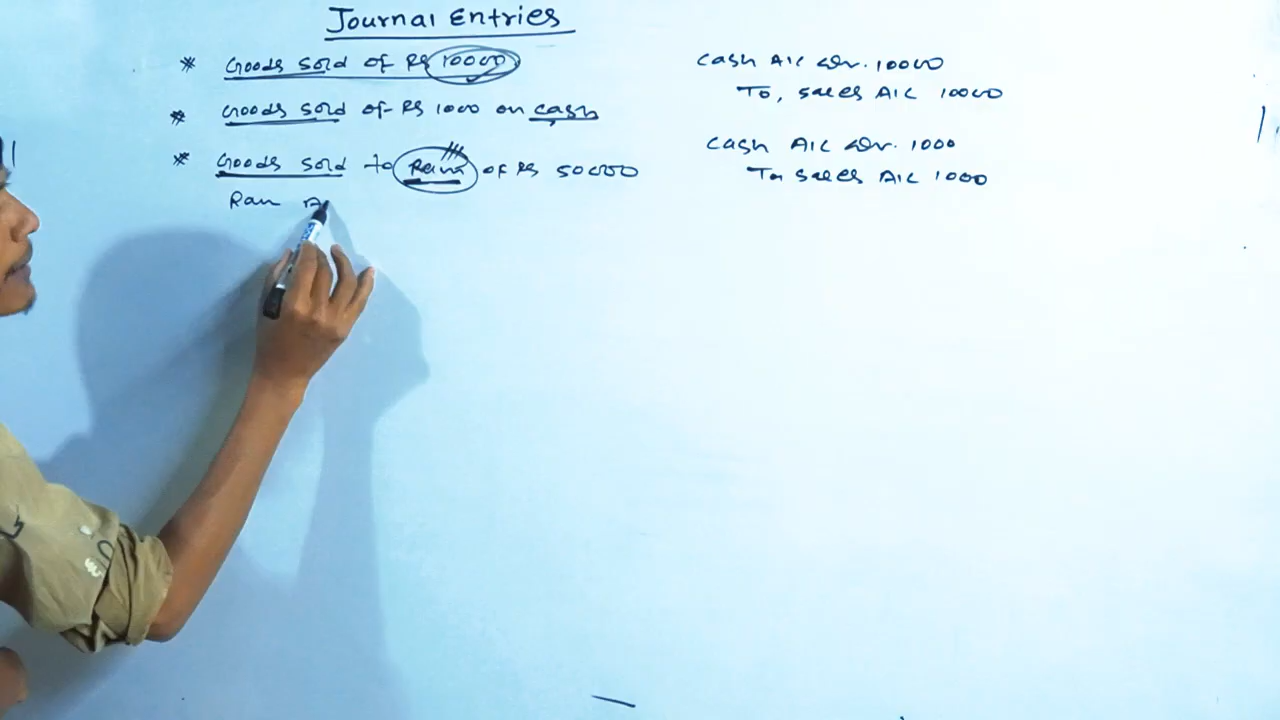 Journal Entries
* Goods sold of Rs 10000
* Goods sold of Rs 1000 on cash
* Goods sold to of Rs 50000
Ram A
Cash A/c Dr. 10000
To, Sales A/c 10000
Cash A/c Dr. 1000
To Sales A/c 1000